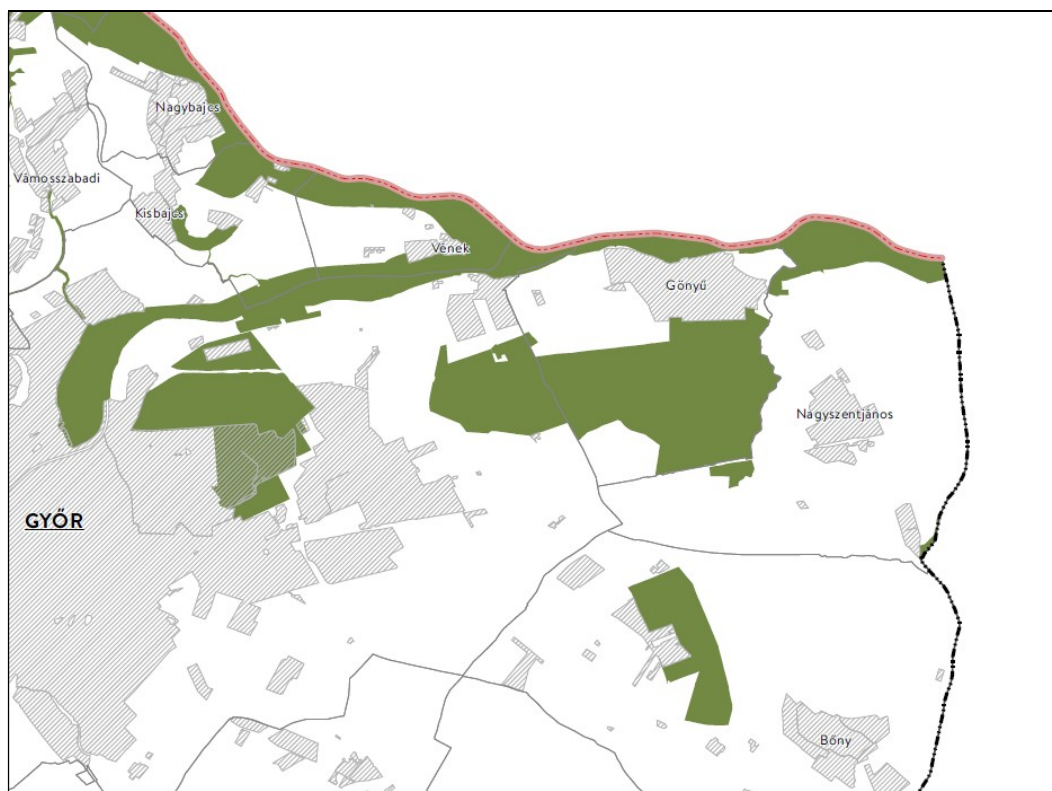 Nagybajcs
Vámosszabadi
Kisbajcs
Vének
Gönyű
Nagyszentjános
GYŐR
Bőny